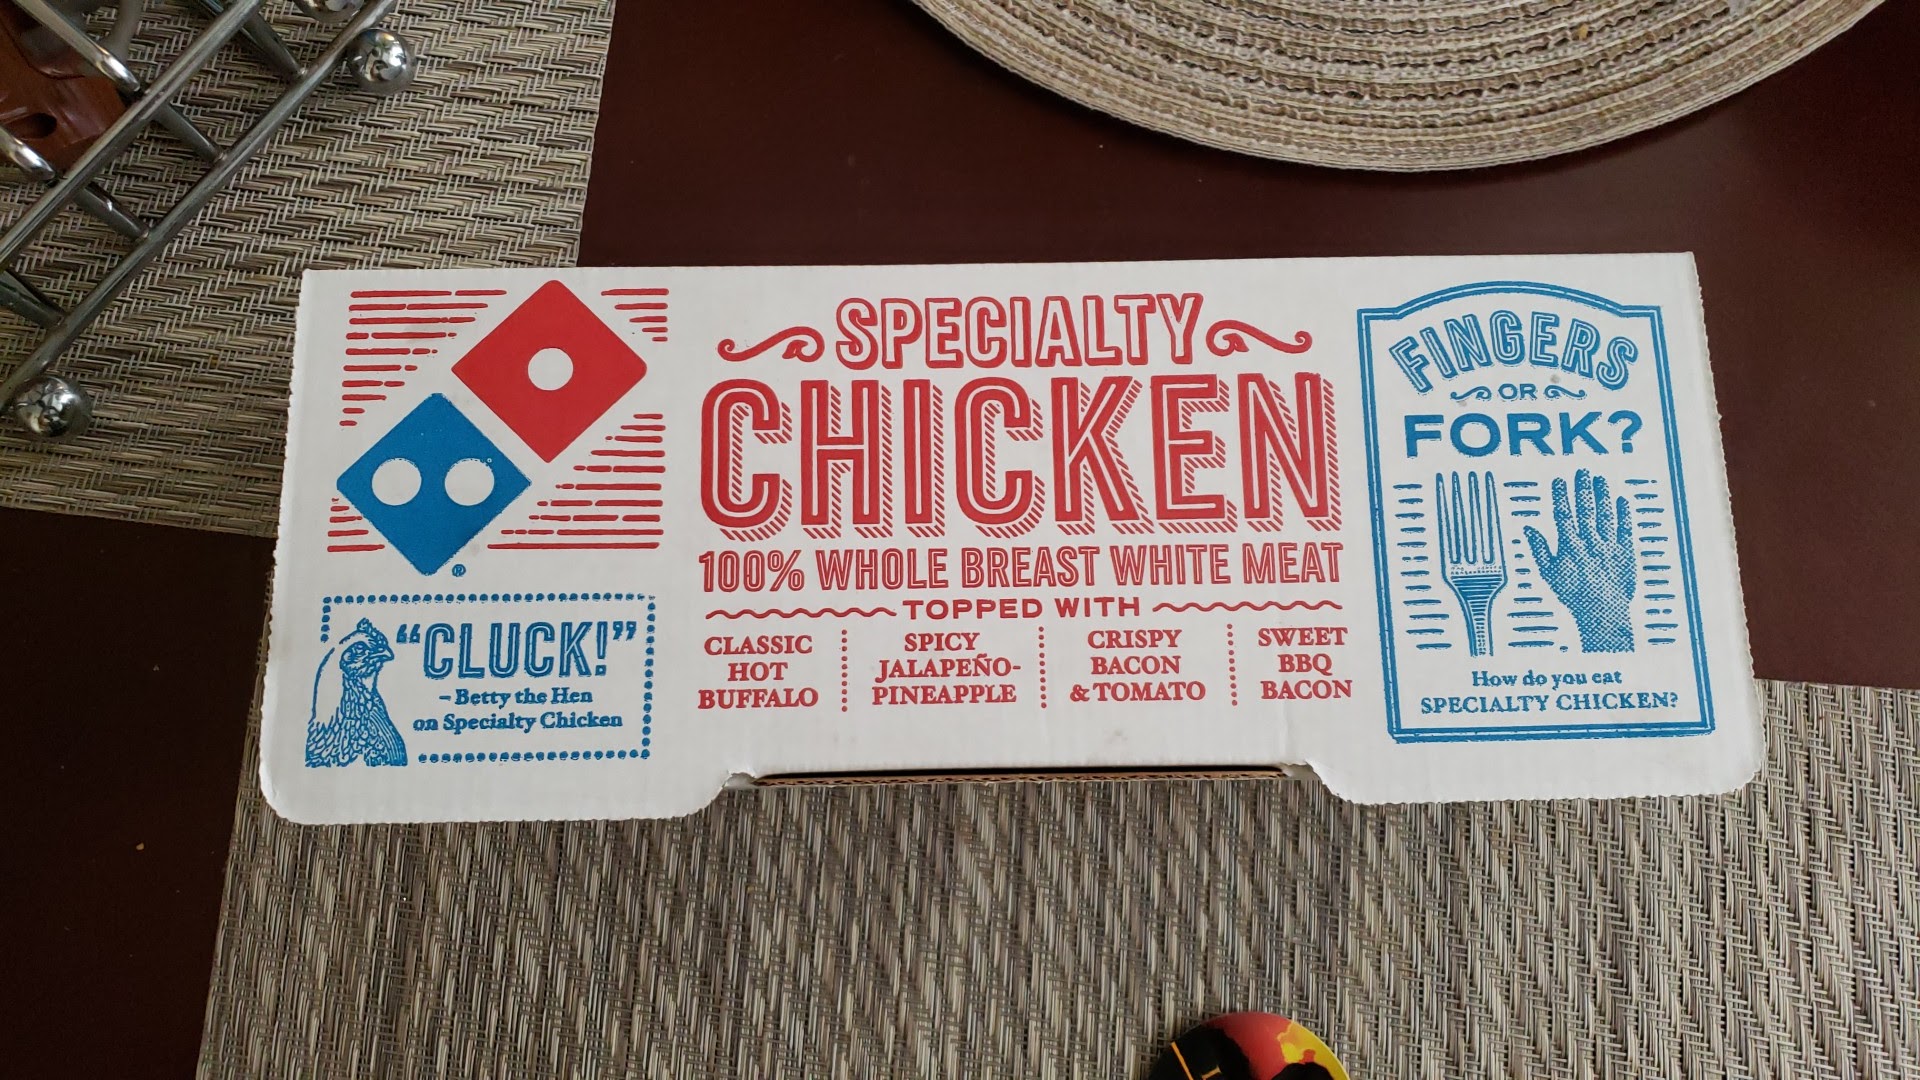 SPECIALTY
CHICKEN
100% WHOLE BREAST WHITE MEAT
TOPPED WITH
CLASSIC
HOT
BUFFALO
SPICY
JALAPEÑO-
PINEAPPLE
CRISPY
BACON
& TOMATO
SWEET
BBQ
BACON
®
“CLUCK!”
– Betty the Hen
on Specialty Chicken
FINGERS
OR
FORK?
How do you eat
SPECIALTY CHICKEN?